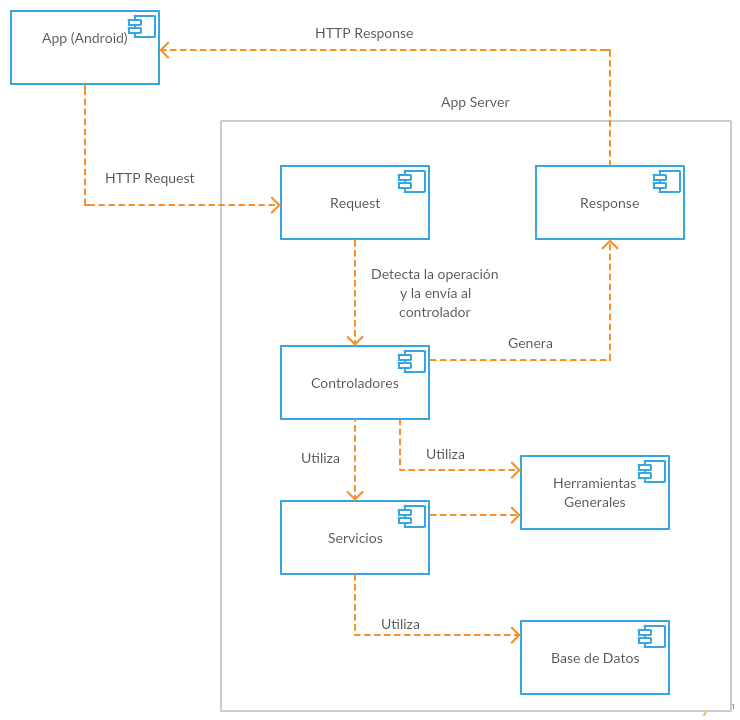 App (Android)
HTTP Response
App Server
HTTP Request
Request
Response
Detecta la operación
y la envía al
controlador
Genera
Controladores
Utiliza
Utiliza
Herramientas
Generales
Servicios
Utiliza
Base de Datos